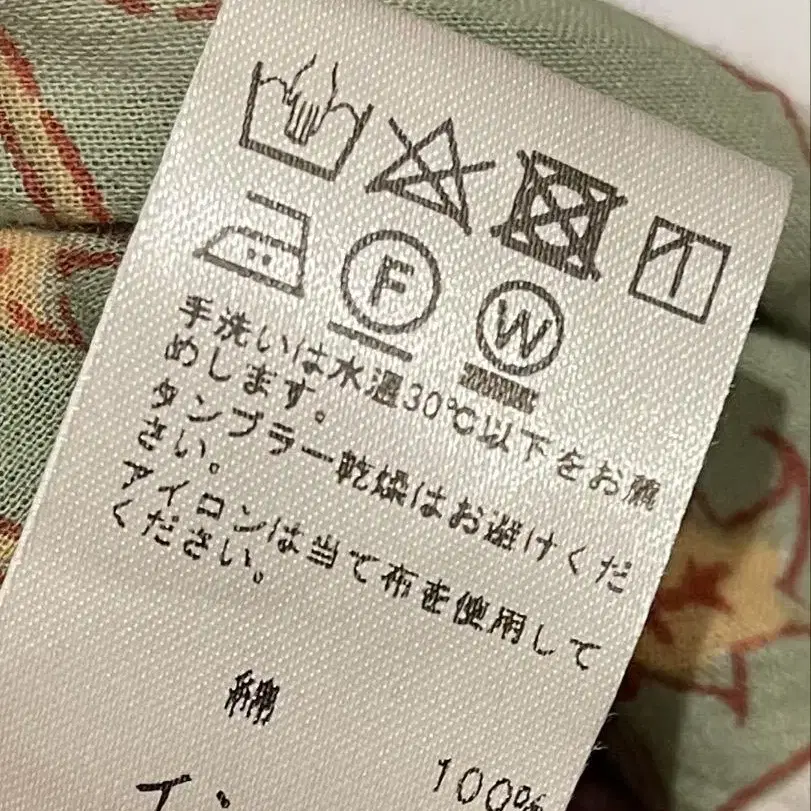 F
W
手洗いは水温30℃以下をお薦
めします。
タンブラー乾燥はお避けくだ
さい。
アイロンは当て布を使用して
ください。
綿
100%